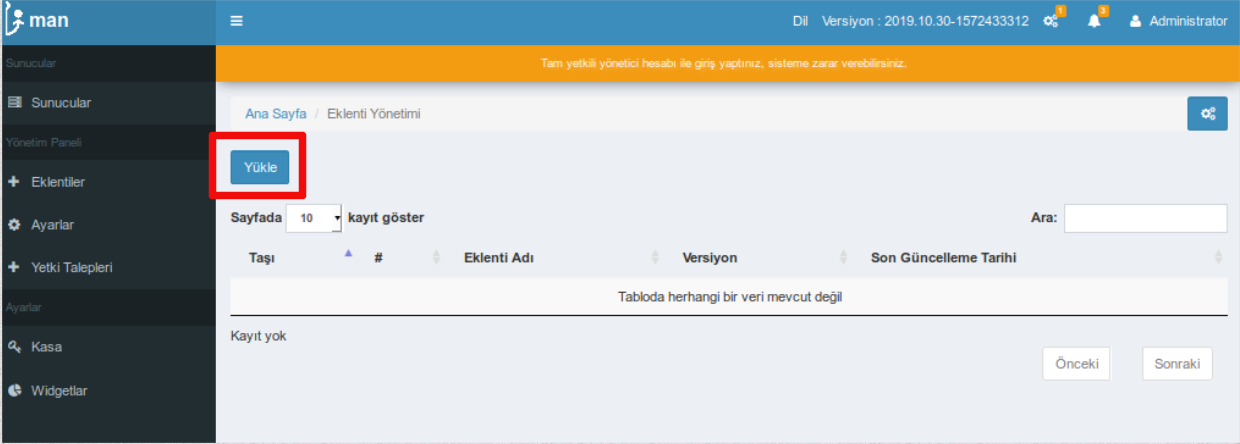 man
Dil Versiyon : 2019.10.30-1572433312 1 3 Administrator
Sunucular
Tam yetkili yönetici hesabı ile giriş yaptınız, sisteme zarar verebilirsiniz.
Sunucular
Ana Sayfa / Eklenti Yönetimi
Yönetim Paneli
Yükle
Eklentiler
Ayarlar
Sayfada 10 kayıt göster Ara:
Yetki Talepleri
Taşı # Eklenti Adı Versiyon Son Güncelleme Tarihi
Tabloda herhangi bir veri mevcut değil
Ayarlar
Kayıt yok
Kasa
Önceki Sonraki
Widgetlar